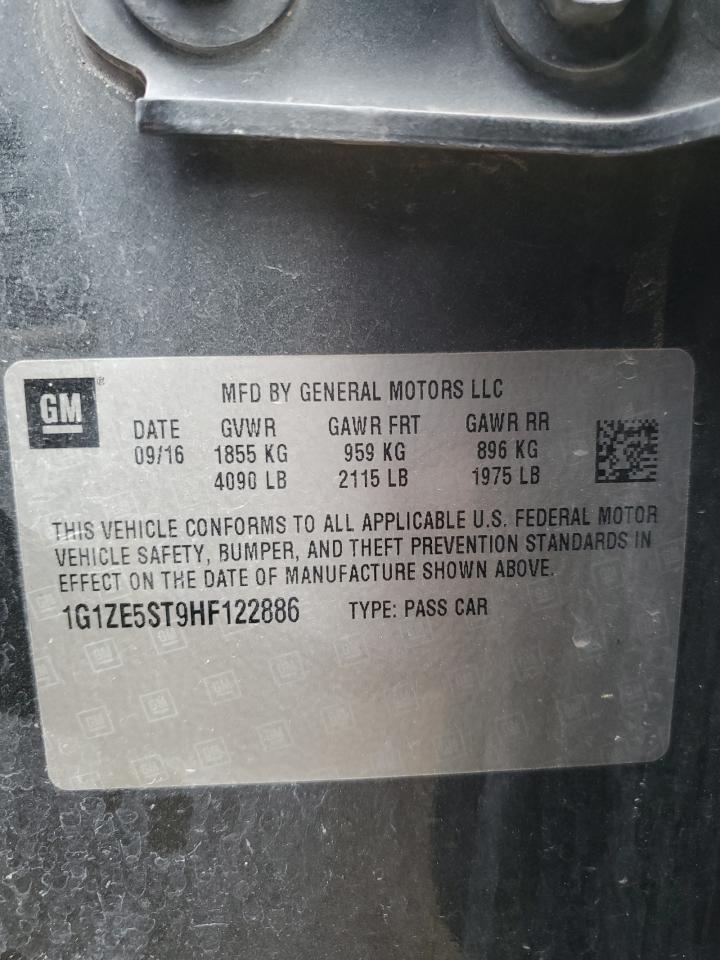 GM®
MFD BY GENERAL MOTORS LLC
DATE GVWR GAWR FRT GAWR RR
09/16 1855 KG 959 KG 896 KG
4090 LB 2115 LB 1975 LB
THIS VEHICLE CONFORMS TO ALL APPLICABLE U.S. FEDERAL MOTOR
VEHICLE SAFETY, BUMPER, AND THEFT PREVENTION STANDARDS IN
EFFECT ON THE DATE OF MANUFACTURE SHOWN ABOVE.
1G1ZE5ST9HF122886 TYPE: PASS CAR